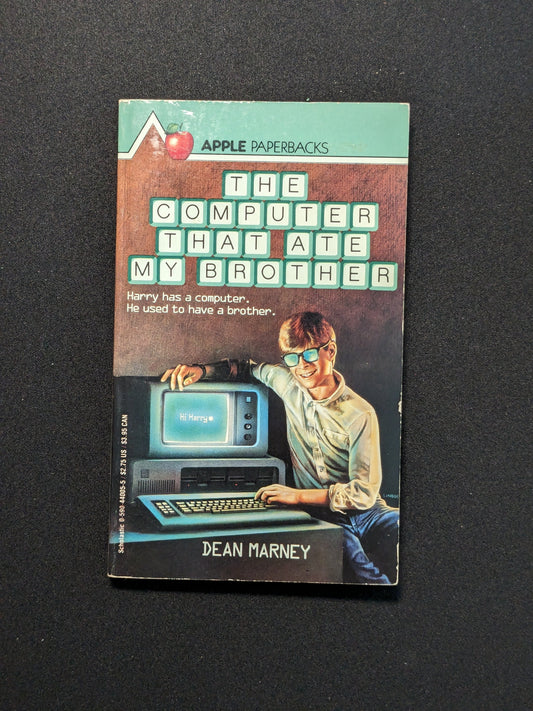 APPLE PAPERBACKS
THE
COMPUTER
THAT ATE
MY BROTHER
Harry has a computer.
He used to have a brother.
Hi Harry
Scholastic 0-590-44085-5 / $2.75 US / $3.95 CAN
DEAN MARNEY